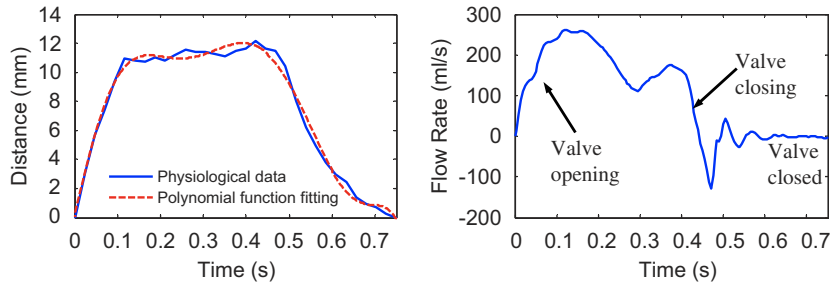 14
12
10
8
6
4
2
0
Distance (mm)
Physiological data
Polynomial function fitting
0 0.1 0.2 0.3 0.4 0.5 0.6 0.7
Time (s)
300
200
100
0
-100
-200
Flow Rate (ml/s)
Valve
closing
Valve
opening
Valve
closed
0 0.1 0.2 0.3 0.4 0.5 0.6 0.7
Time (s)